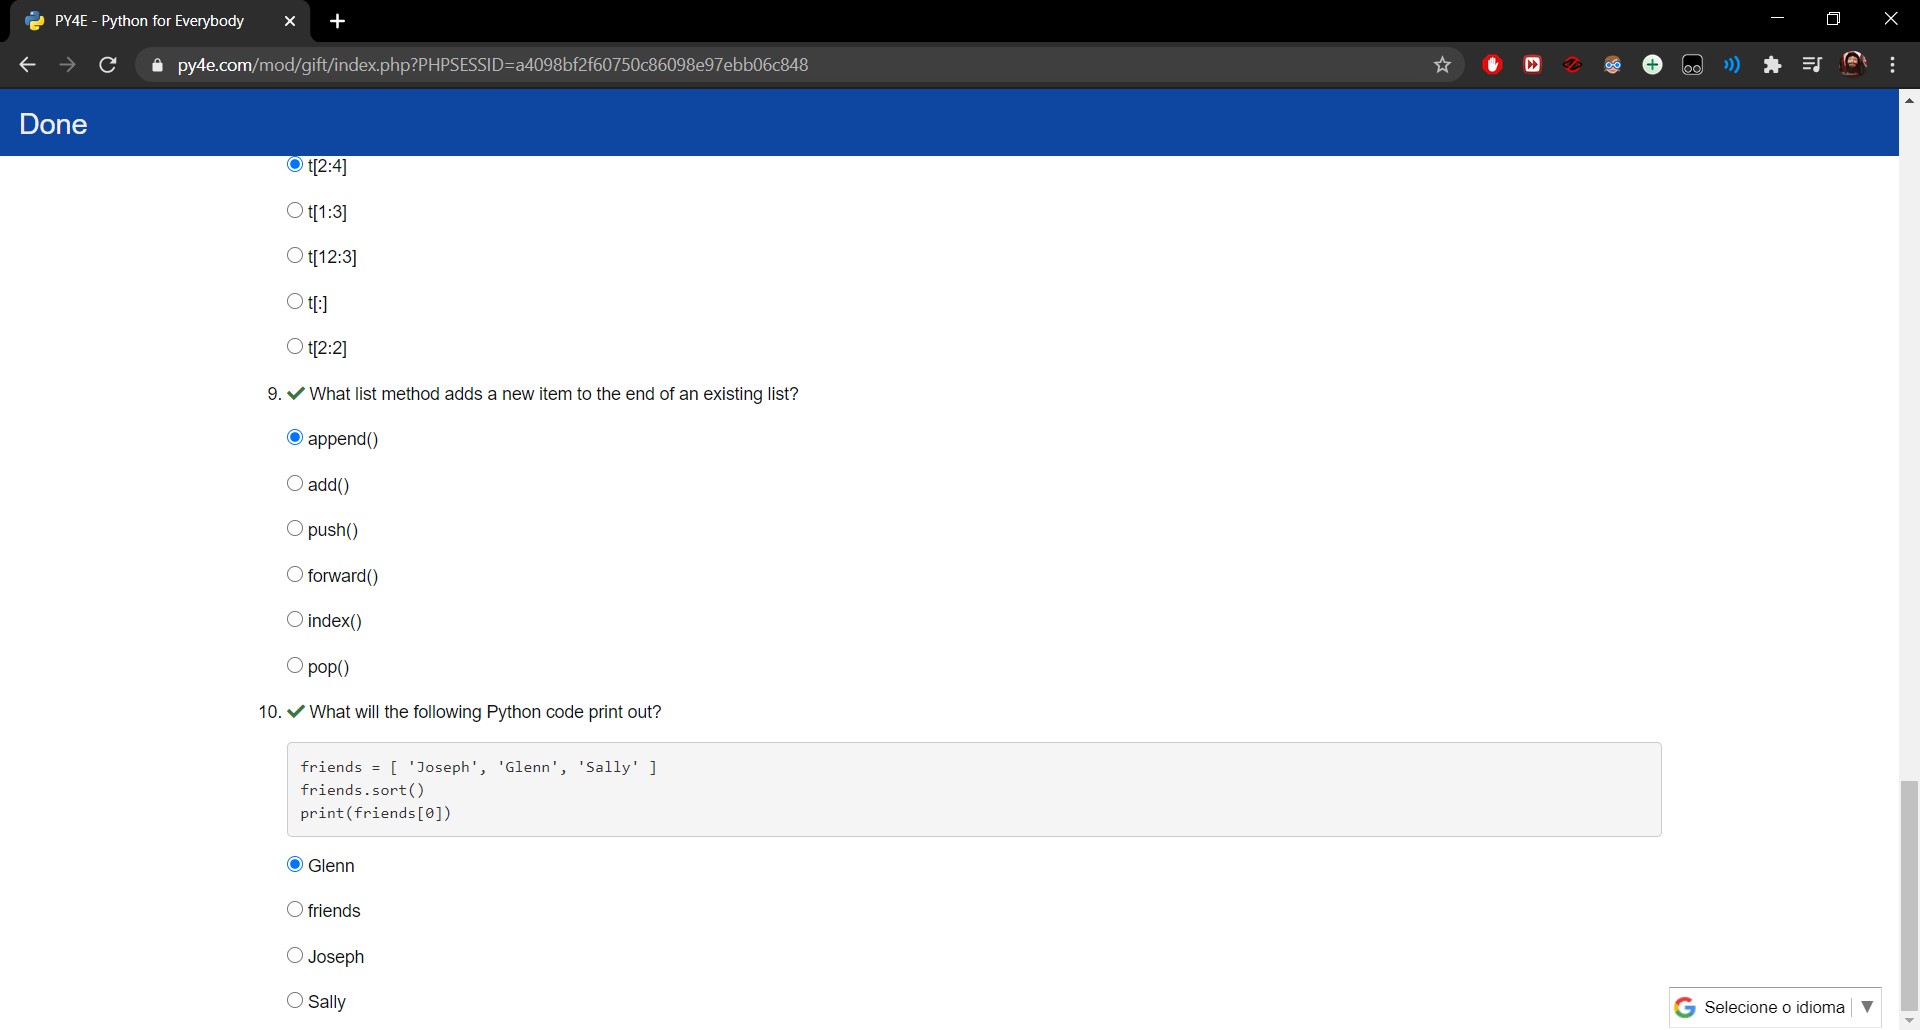 PY4E - Python for Everybody
py4e.com/mod/gift/index.php?PHPSESSID=a4098bf2f60750c86098e97ebb06c848
Done
t[2:4]
t[1:3]
t[12:3]
t[:]
t[2:2]
9. What list method adds a new item to the end of an existing list?
append()
add()
push()
forward()
index()
pop()
10. What will the following Python code print out?
friends = [ 'Joseph', 'Glenn', 'Sally' ]
friends.sort()
print(friends[0])
Glenn
friends
Joseph
Sally
Selecione o idioma